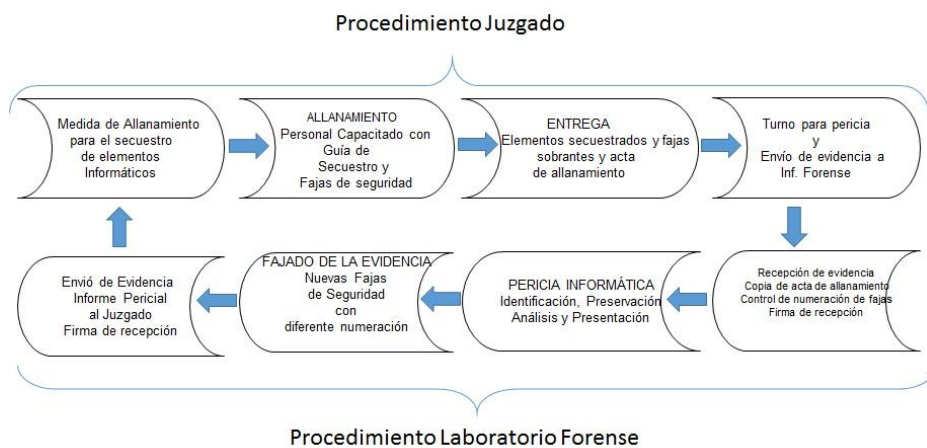 Procedimiento Juzgado
Medida de Allanamiento
para el secuestro
de elementos
Informáticos
ALLANAMIENTO
Personal Capacitado con
Guía de
Secuestro y
Fajas de seguridad
ENTREGA
Elementos secuestrados y fajas
sobrantes y acta
de allanamiento
Turno para pericia
y
Envío de evidencia a
Inf. Forense
Recepción de evidencia
Copia de acta de allanamiento
Control de numeración de fajas
Firma de recepción
PERICIA INFORMÁTICA
Identificación, Preservación
Análisis y Presentación
FAJADO DE LA EVIDENCIA
Nuevas Fajas
de Seguridad
con
diferente numeración
Envió de Evidencia
Informe Pericial
al Juzgado
Firma de recepción
Procedimiento Laboratorio Forense